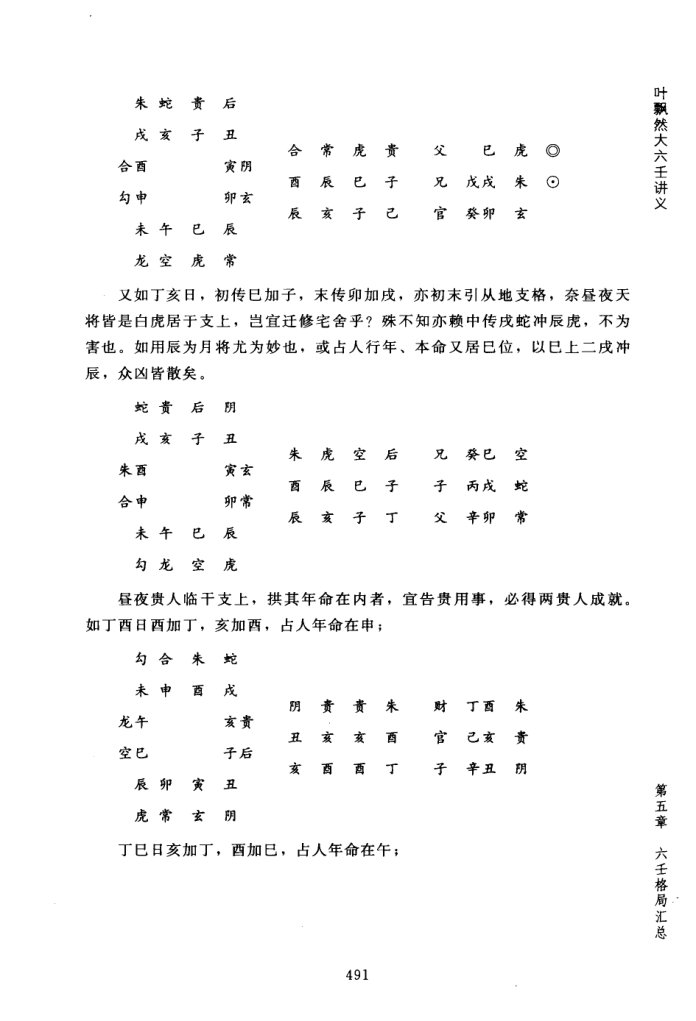 叶飘然大六壬讲义
朱 蛇 贵 后
戌 亥 子 丑
合酉 寅阴
勾申 卯玄
未 午 巳 辰
龙 空 虎 常
合 常 虎 贵 父 巳 虎 ◎
酉 辰 巳 子 兄 戊戌 朱 ⊙
辰 亥 子 己 官 癸卯 玄
又如丁亥日，初传巳加子，末传卯加戌，亦初末引从地支格，奈昼夜天
将皆是白虎居于支上，岂宜迁修宅舍乎？殊不知亦赖中传戌蛇冲辰虎，不为
害也。如用辰为月将尤为妙也，或占人行年、本命又居巳位，以巳上二戌冲
辰，众凶皆散矣。
蛇 贵 后 阴
戌 亥 子 丑
朱酉 寅玄
合申 卯常
未 午 巳 辰
勾 龙 空 虎
朱 虎 空 后 兄 癸巳 空
酉 辰 巳 子 子 丙戌 蛇
辰 亥 子 丁 父 辛卯 常
昼夜贵人临干支上，拱其年命在内者，宜告贵用事，必得两贵人成就。
如丁酉日酉加丁，亥加酉，占人年命在申；
勾 合 朱 蛇
未 申 酉 戌
龙午 亥贵
空巳 子后
辰 卯 寅 丑
虎 常 玄 阴
阴 贵 贵 朱 财 丁酉 朱
丑 亥 亥 酉 官 己亥 贵
亥 酉 酉 丁 子 辛丑 阴
丁巳日亥加丁，酉加巳，占人年命在午；
第五章 六壬格局汇总
491